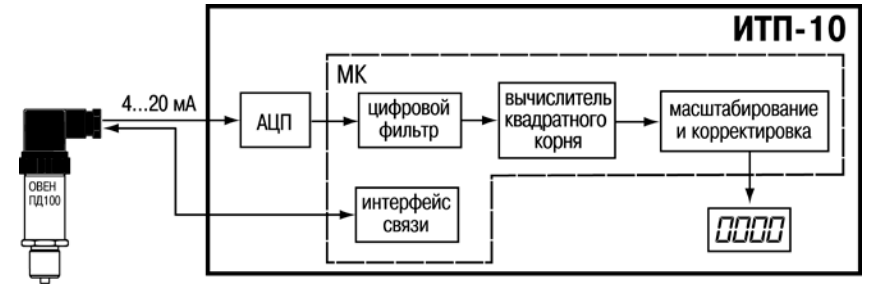 ИТП-10
МК
4...20 мА
АЦП
цифровой
фильтр
вычислитель
квадратного
корня
масштабирование
и корректировка
ОВЕН
ПД100
интерфейс
связи
0000